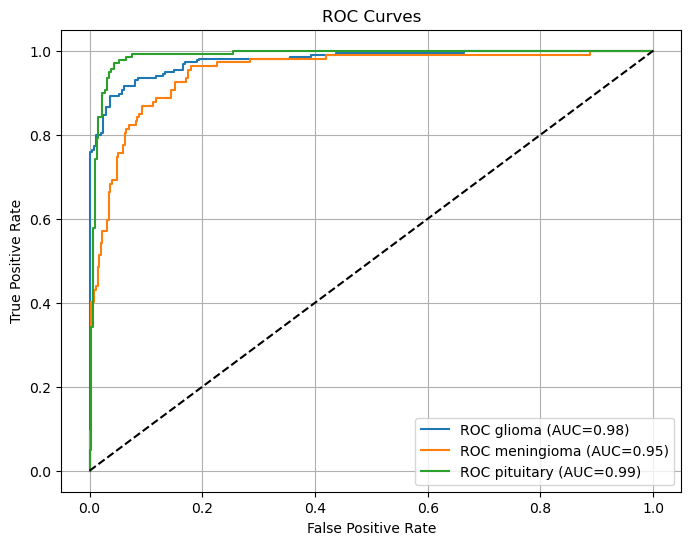 ROC Curves
True Positive Rate
1.0
0.8
0.6
0.4
0.2
0.0
0.0 0.2 0.4 0.6 0.8 1.0
False Positive Rate
ROC glioma (AUC=0.98)
ROC meningioma (AUC=0.95)
ROC pituitary (AUC=0.99)